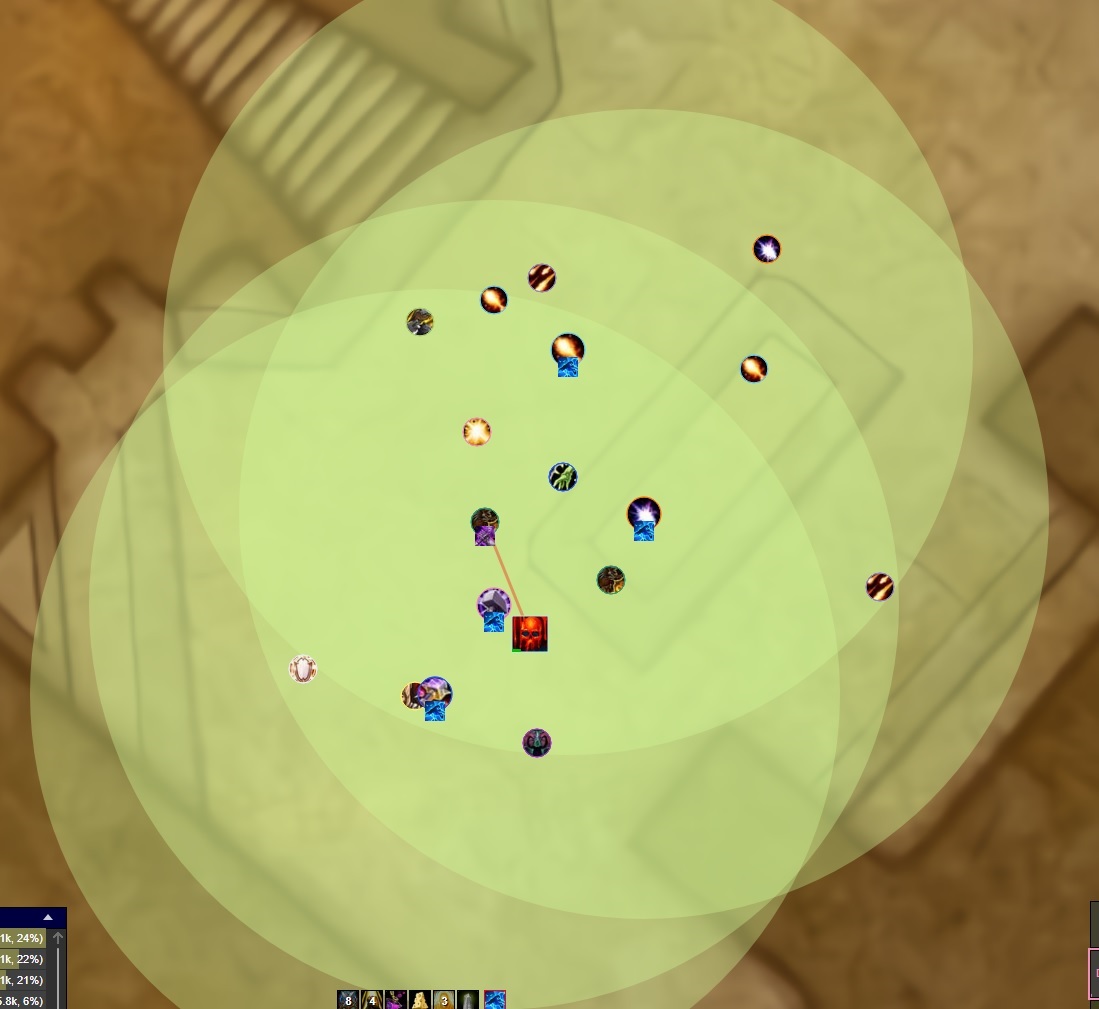 1k, 24%)
1k, 22%)
1k, 21%)
5.8k, 6%)
8 4 3